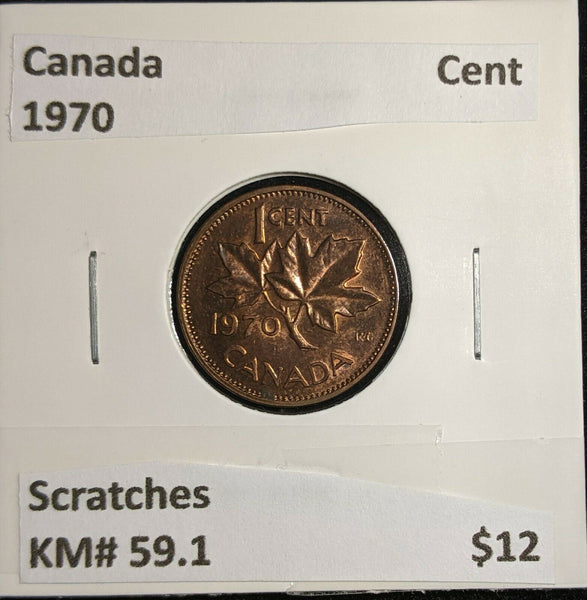 Canada Cent
1970
1 CENT
1970 KG
CANADA
Scratches
KM# 59.1 $12